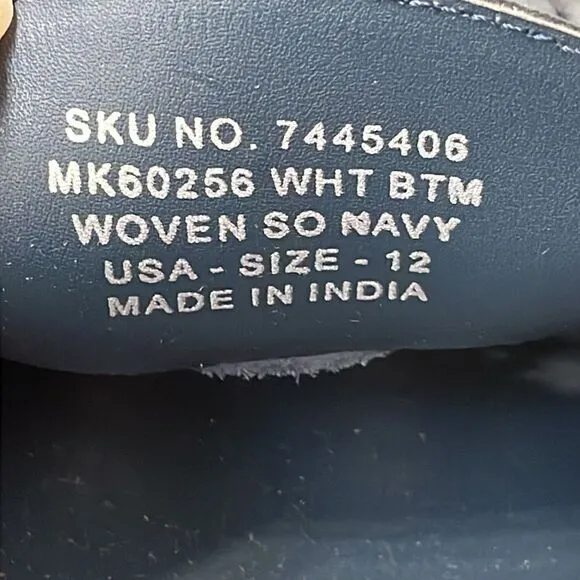 SKU NO. 7445406
MK60256 WHT BTM
WOVEN SO NAVY
USA - SIZE - 12
MADE IN INDIA